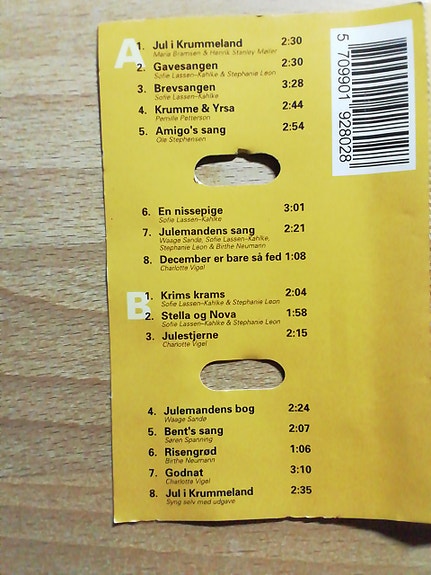 A
1. Jul i Krummeland 2:30
Maria Bramsen & Henrik Stanley Møller
2. Gavesangen 2:30
Sofie Lassen-Kahlke & Stephanie Leon
3. Brevsangen 3:28
Sofie Lassen-Kahlke
4. Krumme & Yrsa 2:44
Pernille Petterson
5. Amigo's sang 2:54
Ole Stephensen
6. En nissepige 3:01
Sofie Lassen-Kahlke
7. Julemandens sang 2:21
Waage Sandø, Sofie Lassen-Kahlke,
Stephanie Leon & Birthe Neumann
8. December er bare så fed 1:08
Charlotte Vigel
B
1. Krims krams 2:04
Sofie Lassen-Kahlke & Stephanie Leon
2. Stella og Nova 1:58
Sofie Lassen-Kahlke & Stephanie Leon
3. Julestjerne 2:15
Charlotte Vigel
4. Julemandens bog 2:24
Waage Sandø
5. Bent's sang 2:07
Søren Spanning
6. Risengrød 1:06
Birthe Neumann
7. Godnat 3:10
Charlotte Vigel
8. Jul i Krummeland 2:35
Syng selv med udgave
5 709901 928028